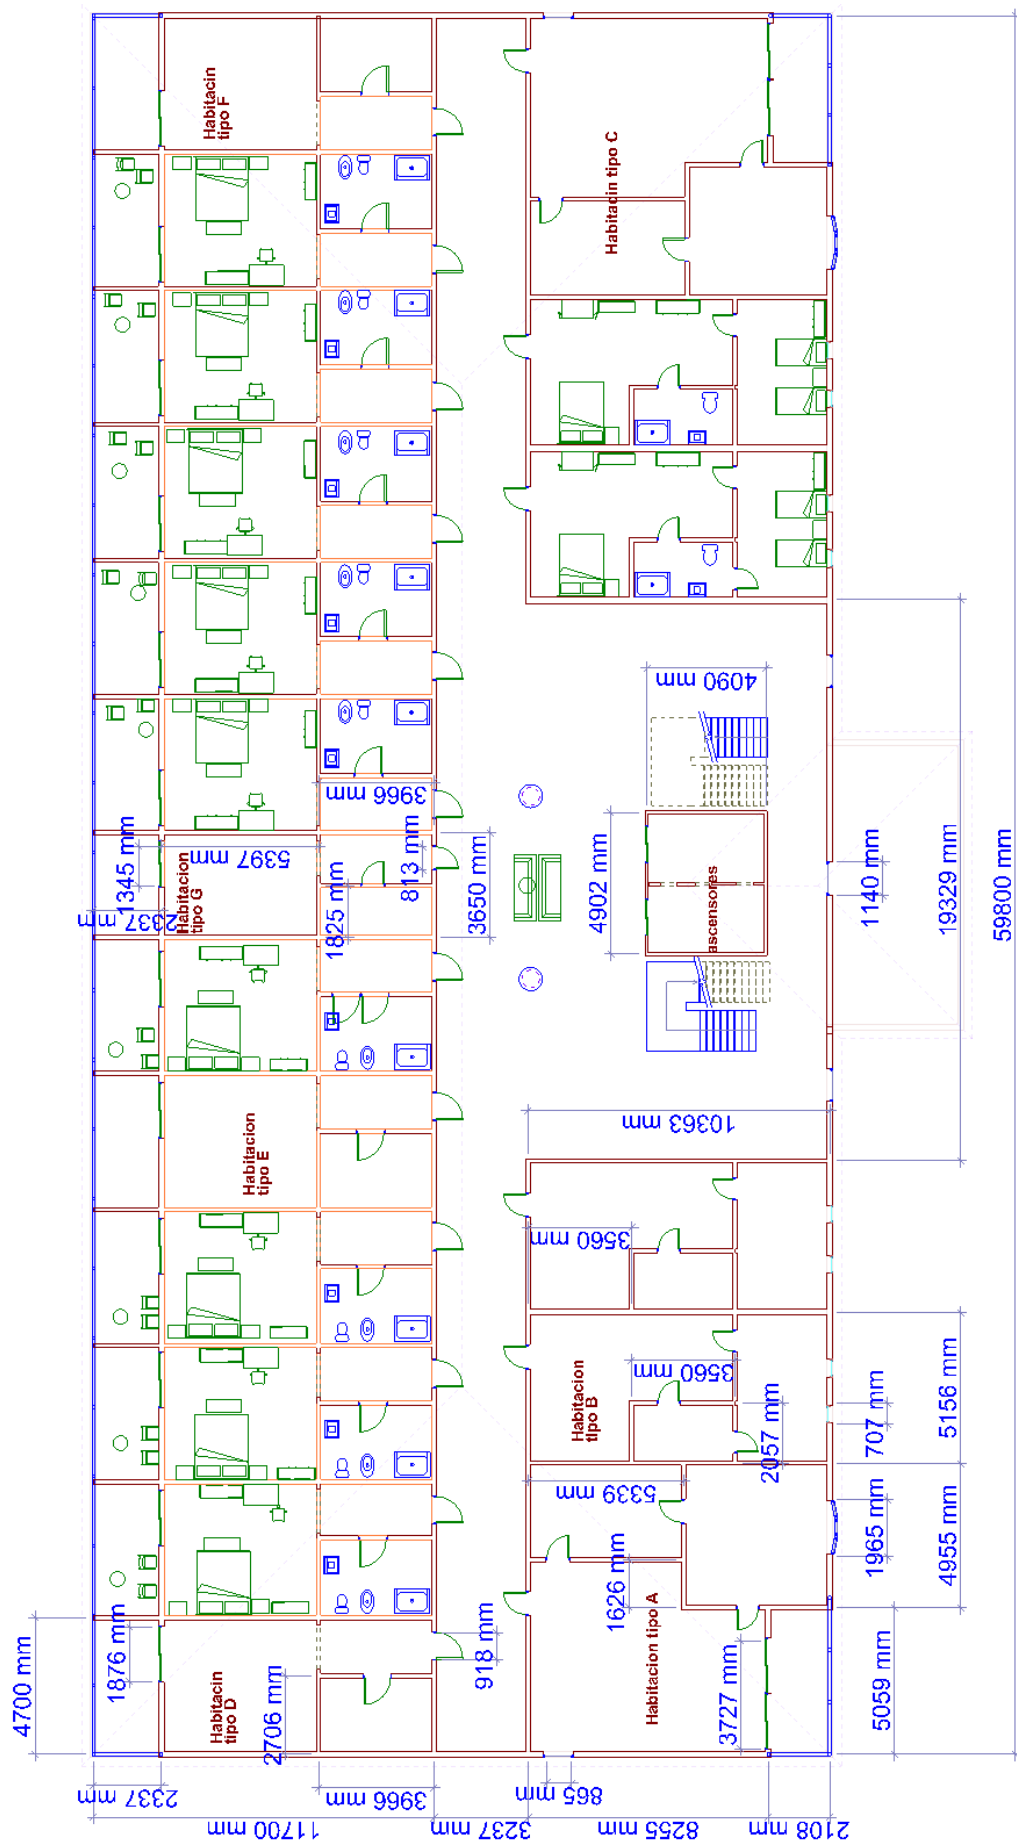 Habitacin
tipo F
Habitacin tipo C
4090 mm
3966 mm
1345 mm
5397 mm
Habitacion
tipo G
2337 mm
1825 mm
813 mm
3650 mm
4902 mm
ascensores
1140 mm
19329 mm
59800 mm
10363 mm
Habitacion
tipo E
3560 mm
Habitacion
tipo B
3560 mm
2057 mm
707 mm
5156 mm
5339 mm
1626 mm
1965 mm
4955 mm
Habitacion tipo A
4700 mm
1876 mm
Habitacin
tipo D
2706 mm
918 mm
3727 mm
5059 mm
2337 mm
3966 mm
865 mm
11700 mm
3237 mm
8255 mm
2108 mm